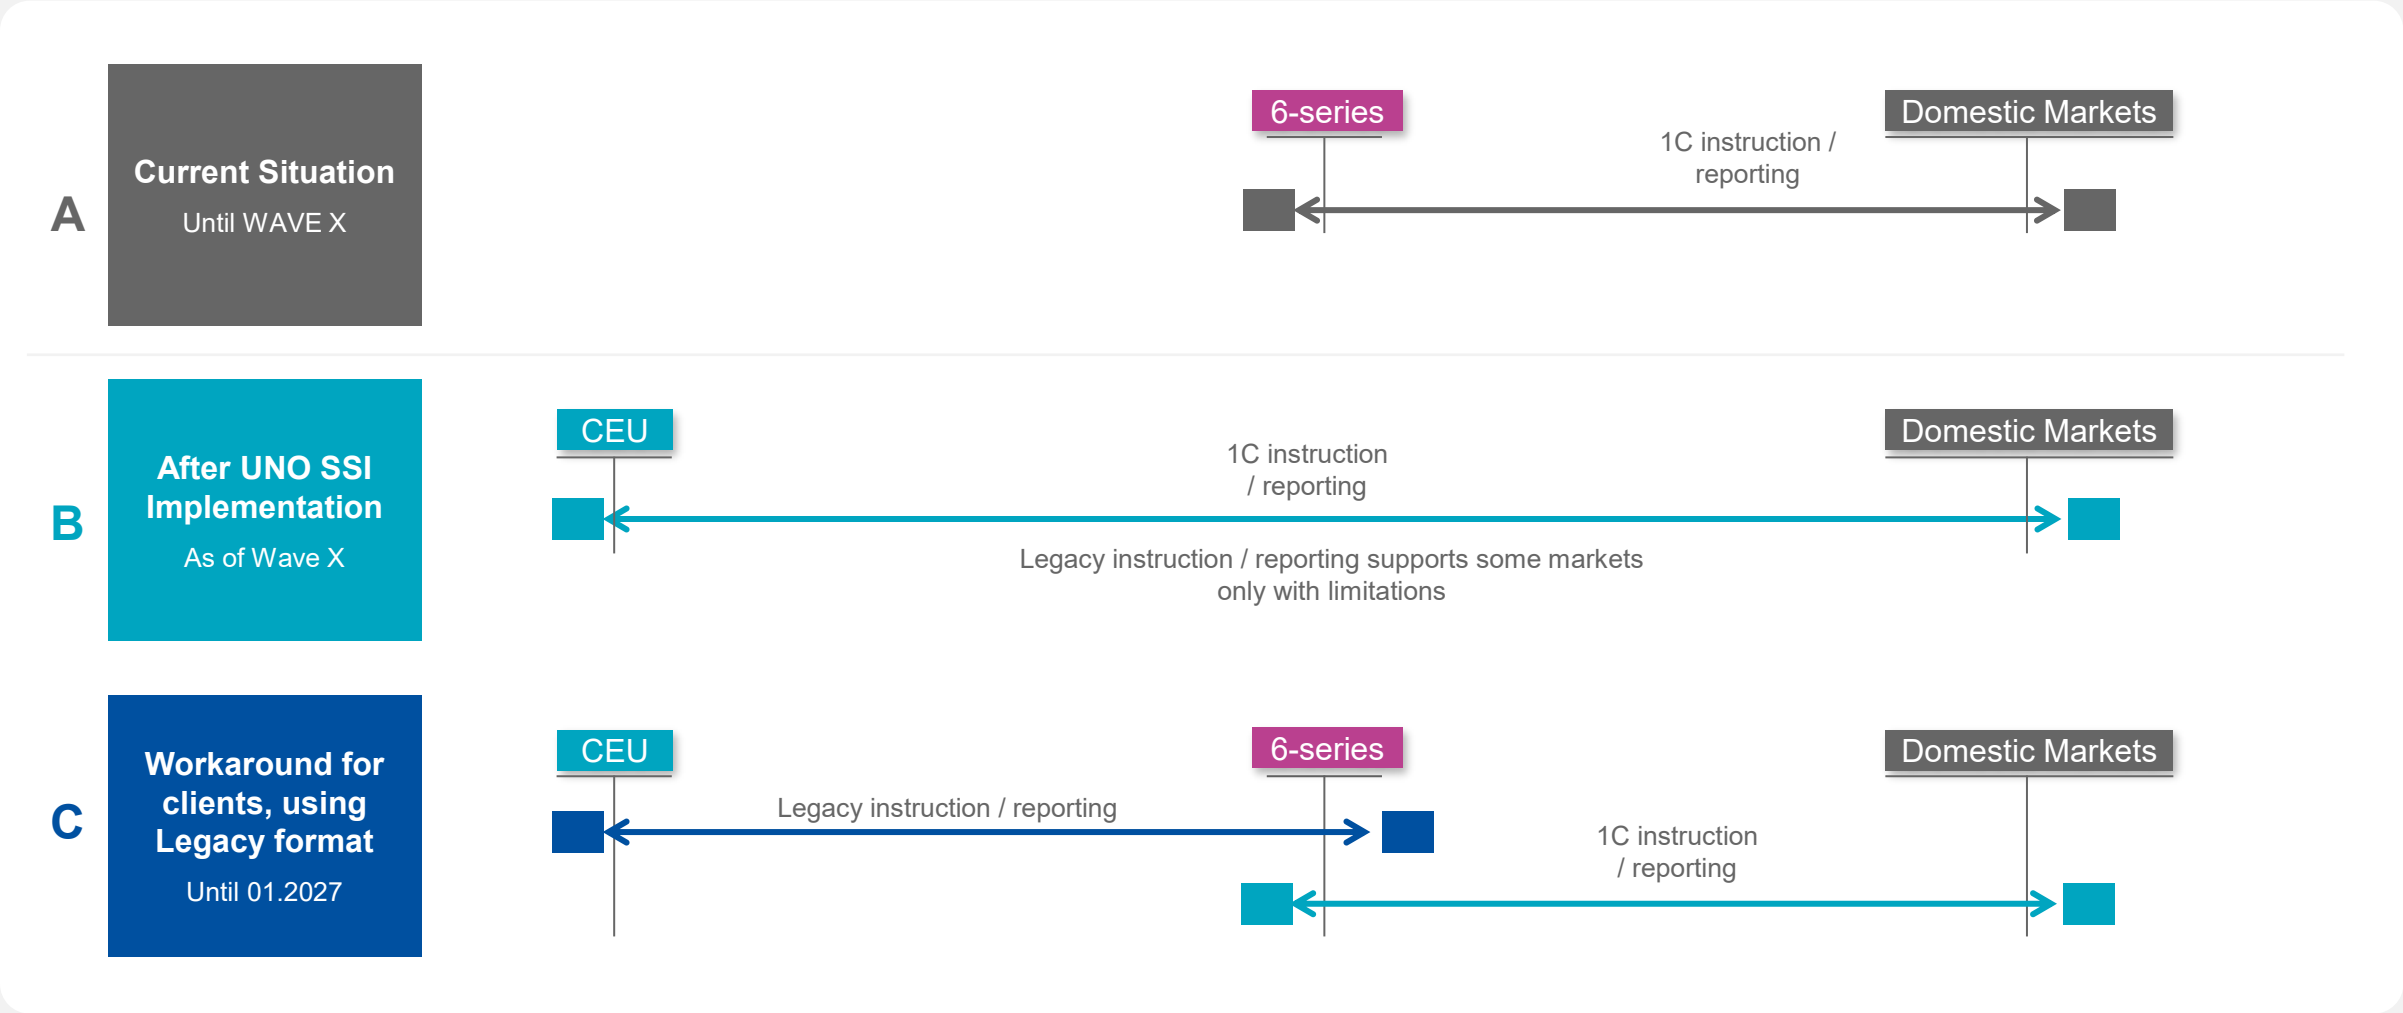 A
Current Situation
Until WAVE X
6-series
Domestic Markets
1C instruction /
reporting
B
After UNO SSI
Implementation
As of Wave X
CEU
Domestic Markets
1C instruction
/ reporting
Legacy instruction / reporting supports some markets
only with limitations
C
Workaround for
clients, using
Legacy format
Until 01.2027
CEU
6-series
Domestic Markets
Legacy instruction / reporting
1C instruction
/ reporting